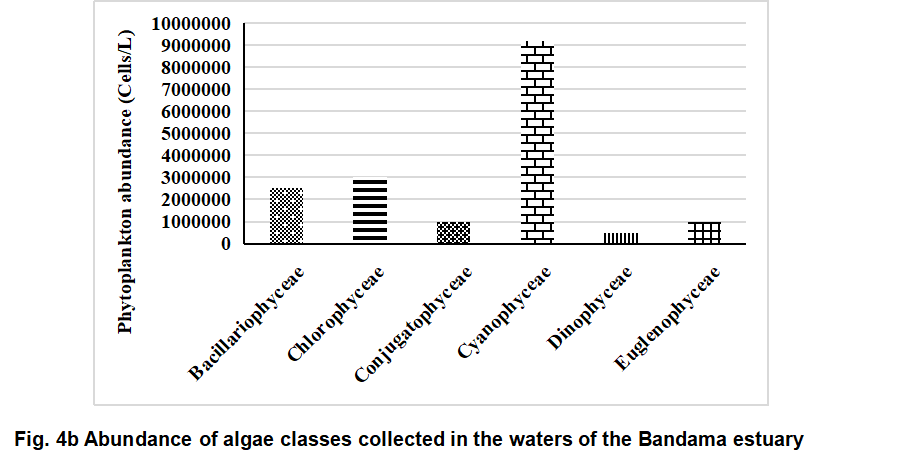 Phytoplankton abundance (Cells/L)
10000000
9000000
8000000
7000000
6000000
5000000
4000000
3000000
2000000
1000000
0
Bacillariophyceae
Chlorophyceae
Conjugatophyceae
Cyanophyceae
Dinophyceae
Euglenophyceae
Fig. 4b Abundance of algae classes collected in the waters of the Bandama estuary